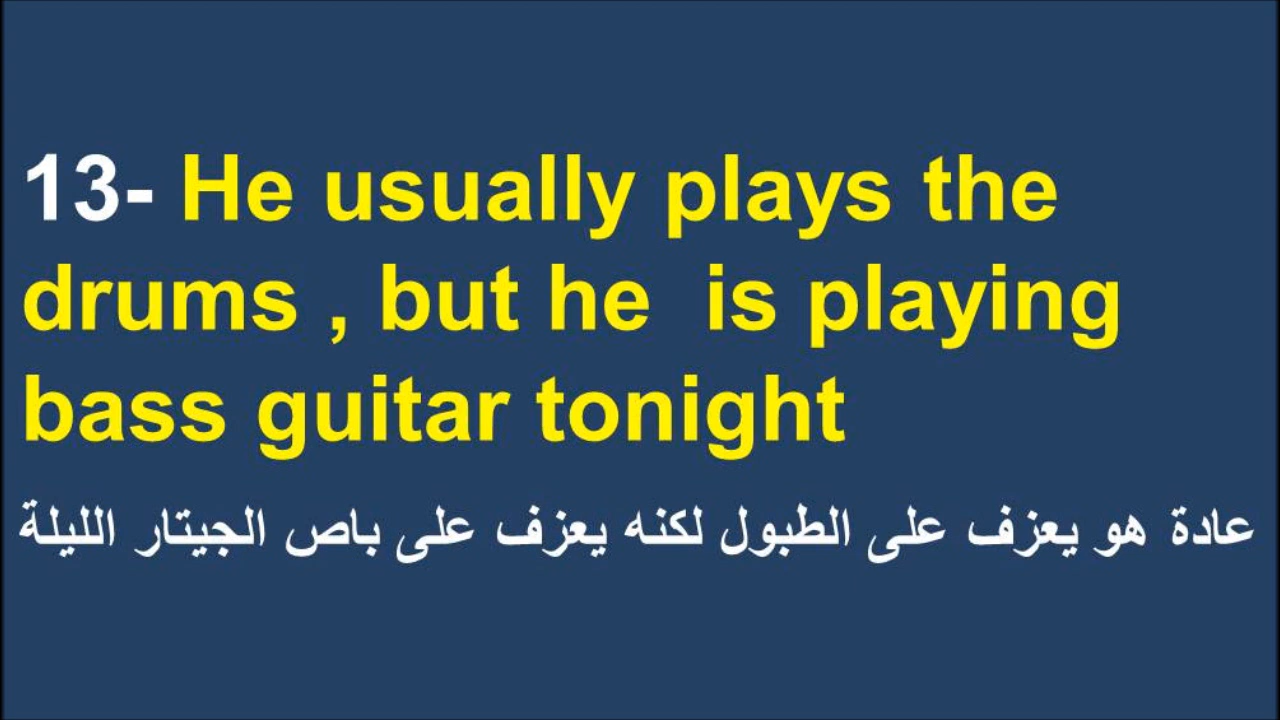 13- He usually plays the
drums , but he  is playing
bass guitar tonight
عادة هو يعزف على الطبول لكنه يعزف على باص الجيتار الليلة